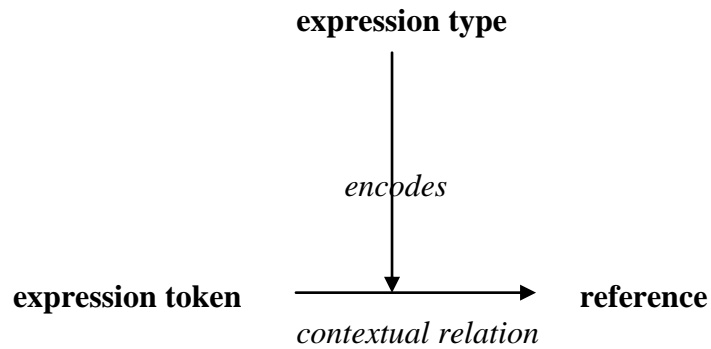 expression type
encodes
expression token
reference
contextual relation